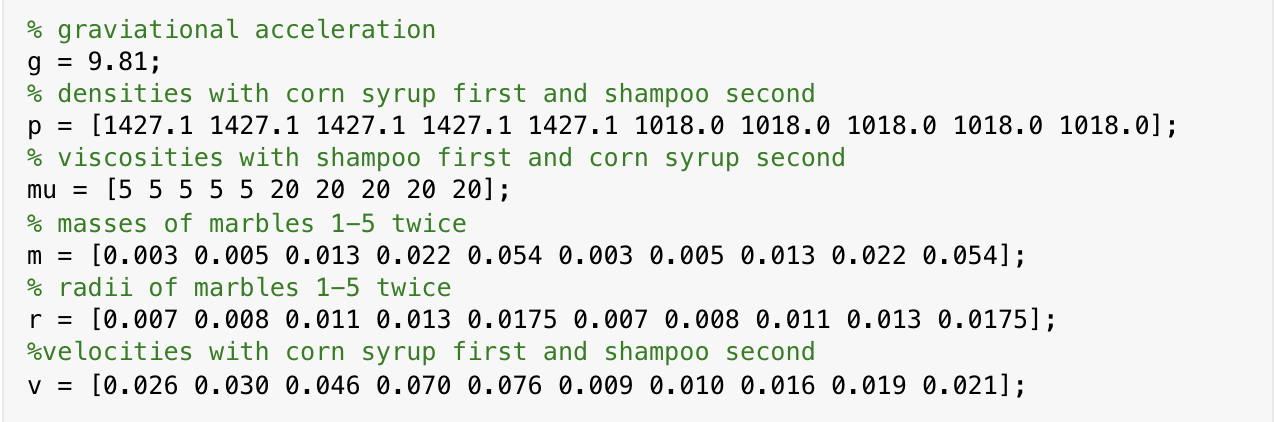 % graviational acceleration
g = 9.81;
% densities with corn syrup first and shampoo second
p = [1427.1 1427.1 1427.1 1427.1 1427.1 1018.0 1018.0 1018.0 1018.0 1018.0];
% viscosities with shampoo first and corn syrup second
mu = [5 5 5 5 5 20 20 20 20 20];
% masses of marbles 1-5 twice
m = [0.003 0.005 0.013 0.022 0.054 0.003 0.005 0.013 0.022 0.054];
% radii of marbles 1-5 twice
r = [0.007 0.008 0.011 0.013 0.0175 0.007 0.008 0.011 0.013 0.0175];
%velocities with corn syrup first and shampoo second
v = [0.026 0.030 0.046 0.070 0.076 0.009 0.010 0.016 0.019 0.021];